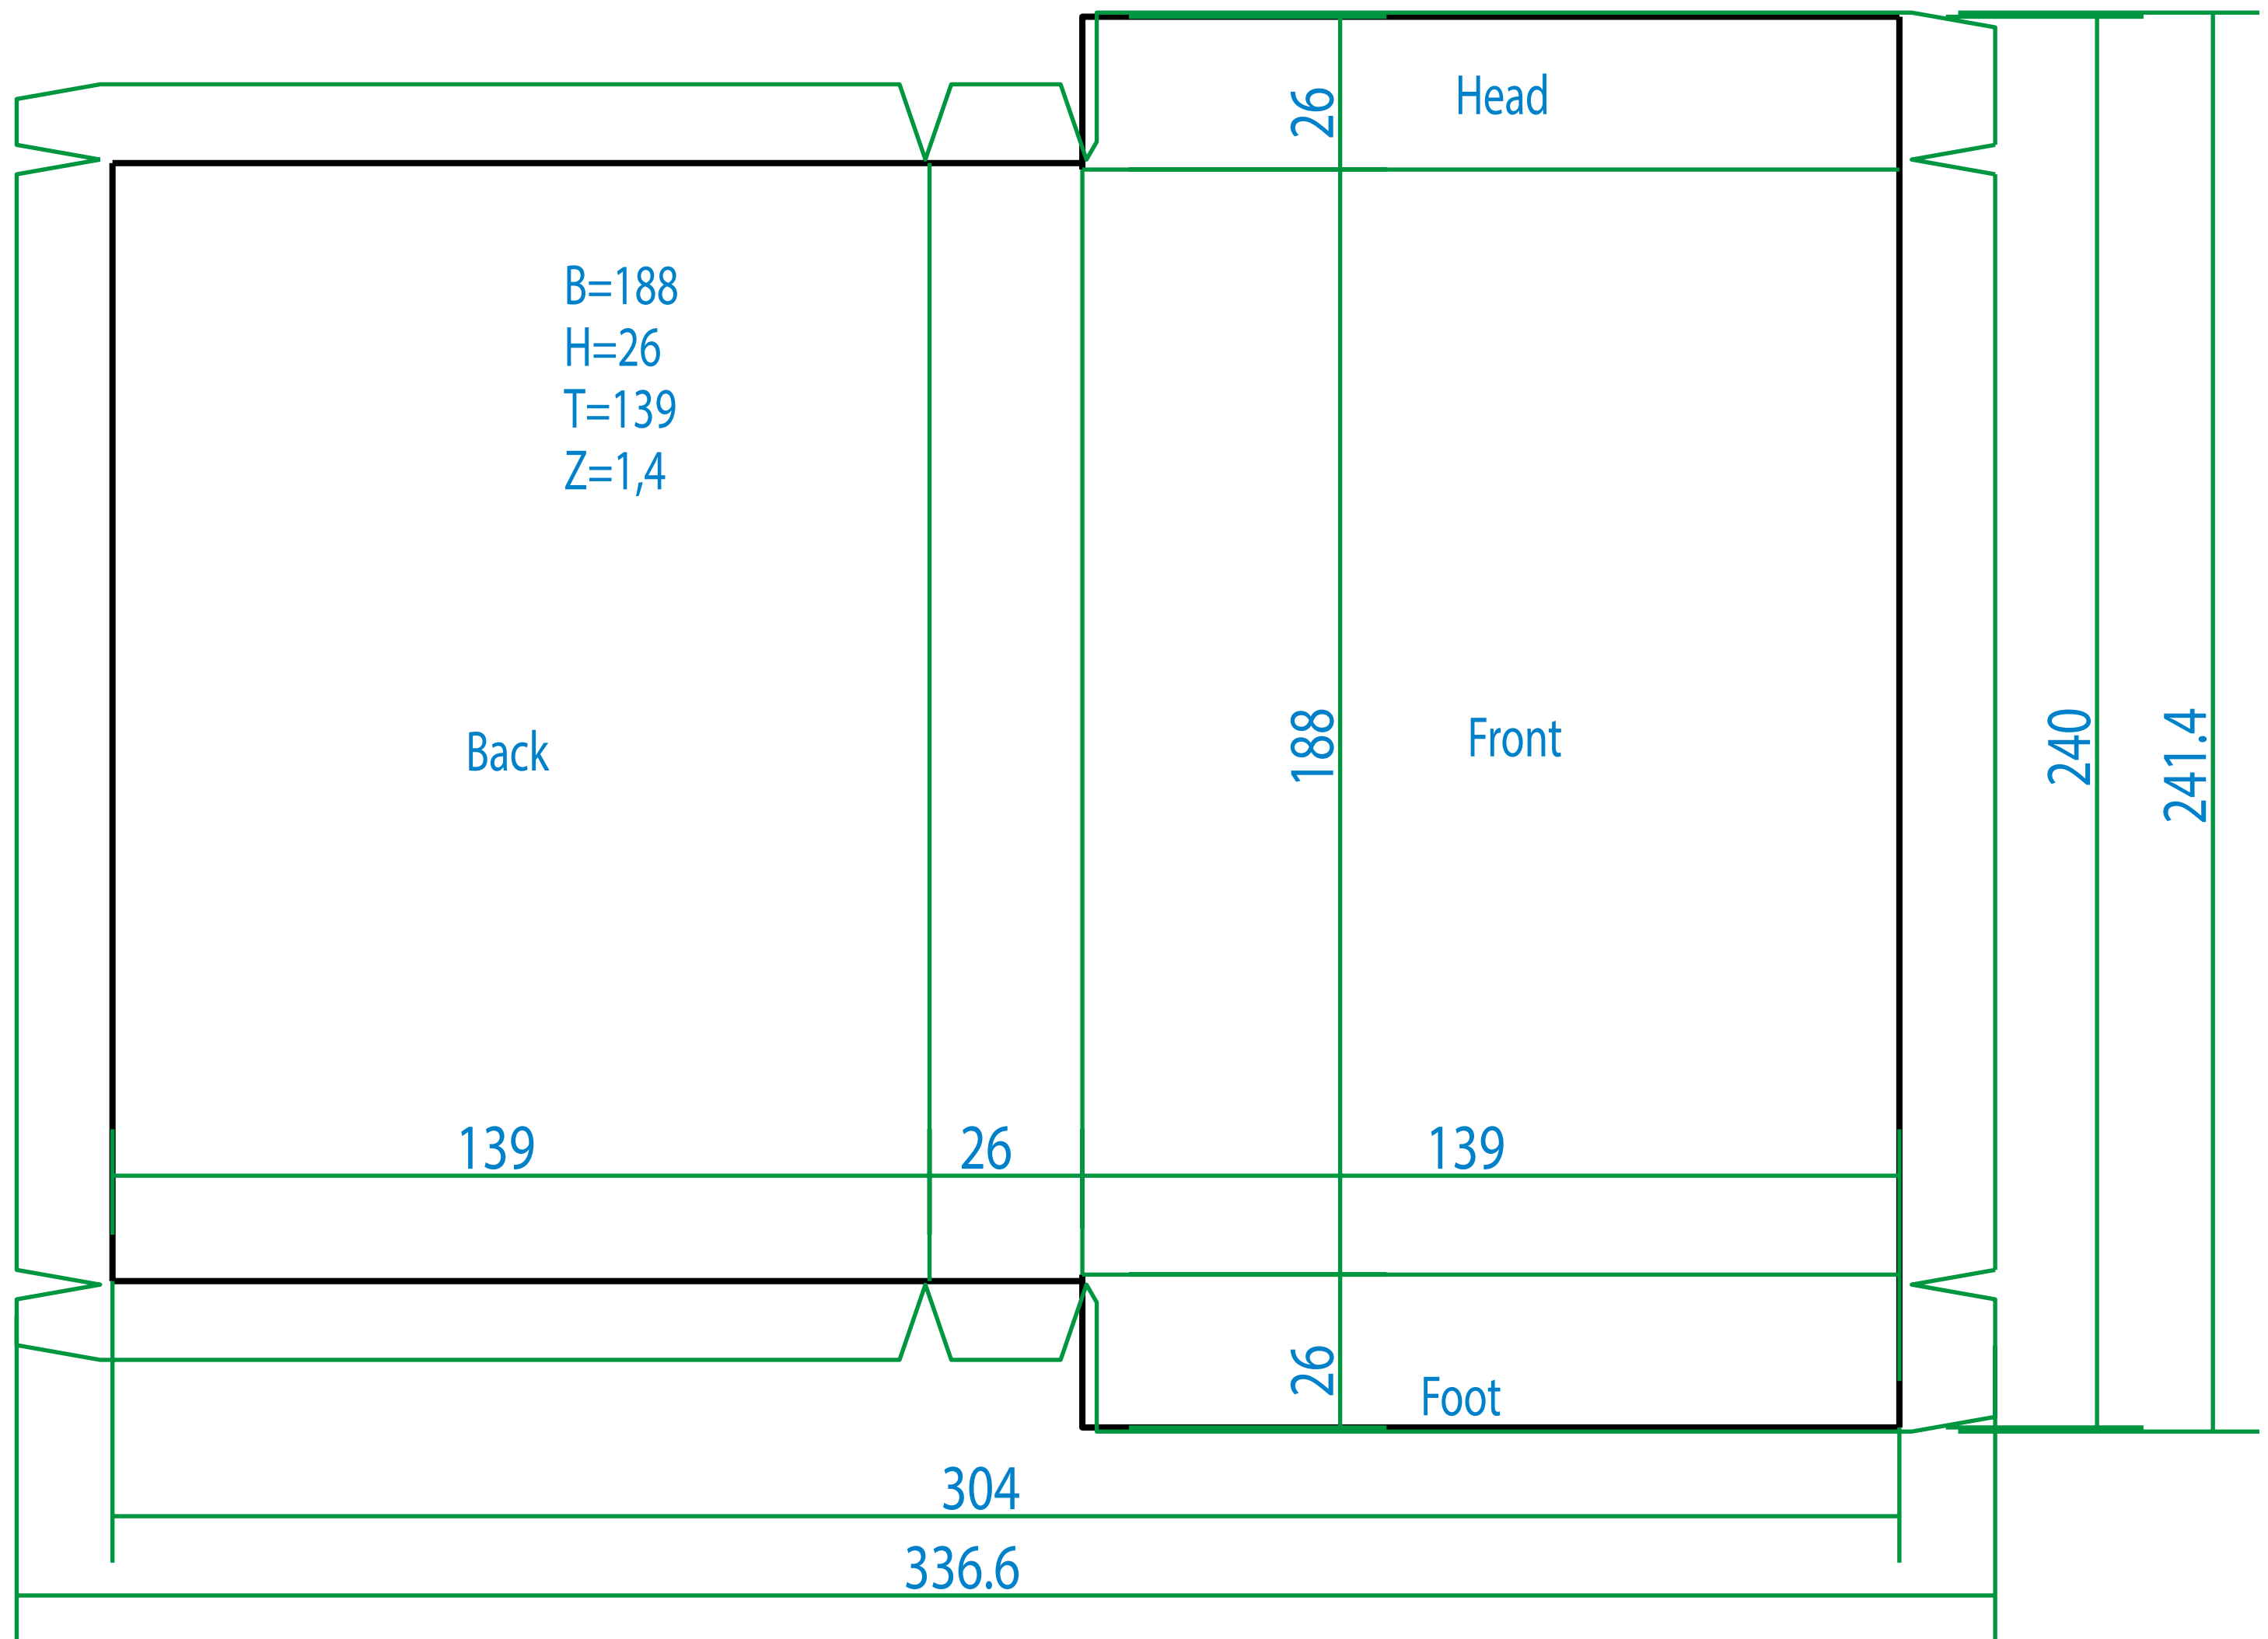 Head
26
B=188
H=26
T=139
Z=1,4
Back
188
Front
240
241.4
139
26
139
26
Foot
304
336.6